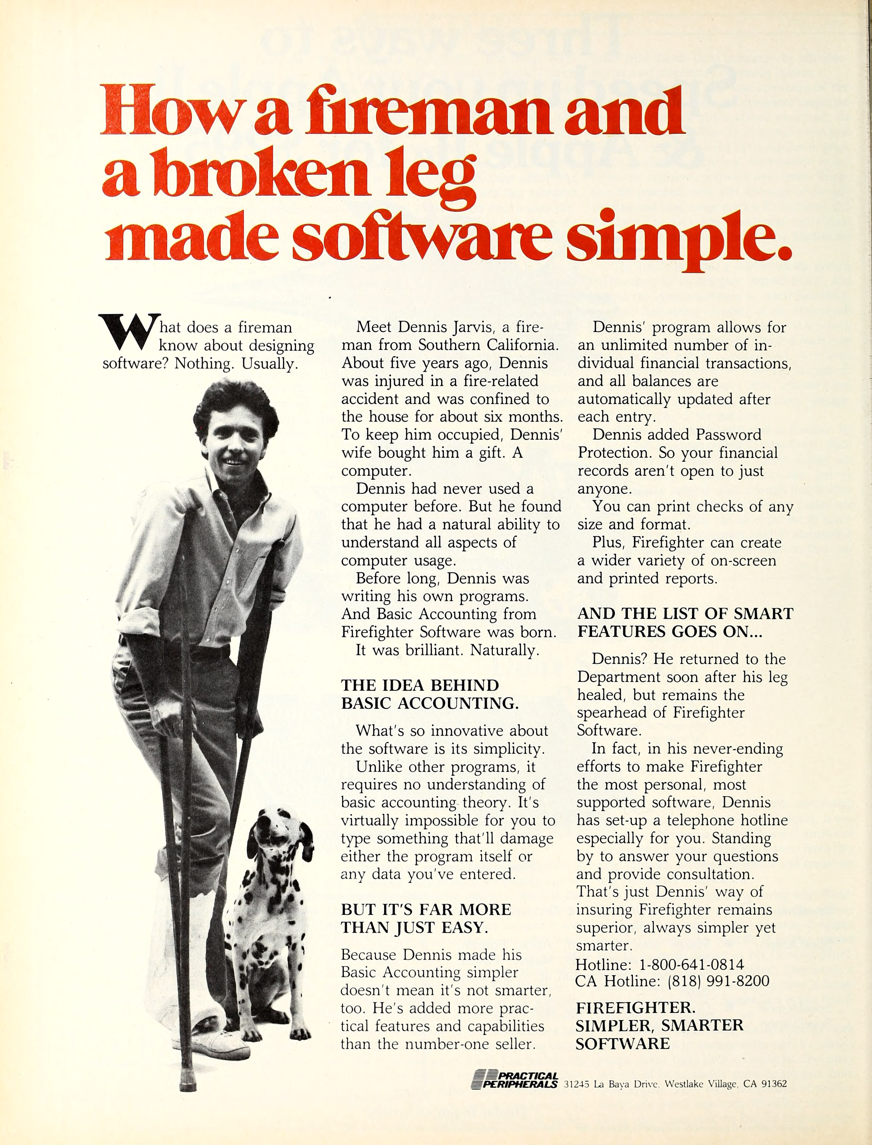 How a fireman and
a broken leg
made software simple.
What does a fireman
know about designing
software? Nothing. Usually.
Meet Dennis Jarvis, a fire-
man from Southern California.
About five years ago, Dennis
was injured in a fire-related
accident and was confined to
the house for about six months.
To keep him occupied, Dennis'
wife bought him a gift. A
computer.
Dennis had never used a
computer before. But he found
that he had a natural ability to
understand all aspects of
computer usage.
Before long, Dennis was
writing his own programs.
And Basic Accounting from
Firefighter Software was born.
It was brilliant. Naturally.
THE IDEA BEHIND
BASIC ACCOUNTING.
What's so innovative about
the software is its simplicity.
Unlike other programs, it
requires no understanding of
basic accounting theory. It's
virtually impossible for you to
type something that'll damage
either the program itself or
any data you've entered.
BUT IT'S FAR MORE
THAN JUST EASY.
Because Dennis made his
Basic Accounting simpler
doesn't mean it's not smarter,
too. He's added more prac-
tical features and capabilities
than the number-one seller.
Dennis' program allows for
an unlimited number of in-
dividual financial transactions,
and all balances are
automatically updated after
each entry.
Dennis added Password
Protection. So your financial
records aren't open to just
anyone.
You can print checks of any
size and format.
Plus, Firefighter can create
a wider variety of on-screen
and printed reports.
AND THE LIST OF SMART
FEATURES GOES ON...
Dennis? He returned to the
Department soon after his leg
healed, but remains the
spearhead of Firefighter
Software.
In fact, in his never-ending
efforts to make Firefighter
the most personal, most
supported software, Dennis
has set-up a telephone hotline
especially for you. Standing
by to answer your questions
and provide consultation.
That's just Dennis' way of
insuring Firefighter remains
superior, always simpler yet
smarter.
Hotline: 1-800-641-0814
CA Hotline: (818) 991-8200
FIREFIGHTER.
SIMPLER, SMARTER
SOFTWARE
PRACTICAL
PERIPHERALS 31245 La Baya Drive, Westlake Village, CA 91362